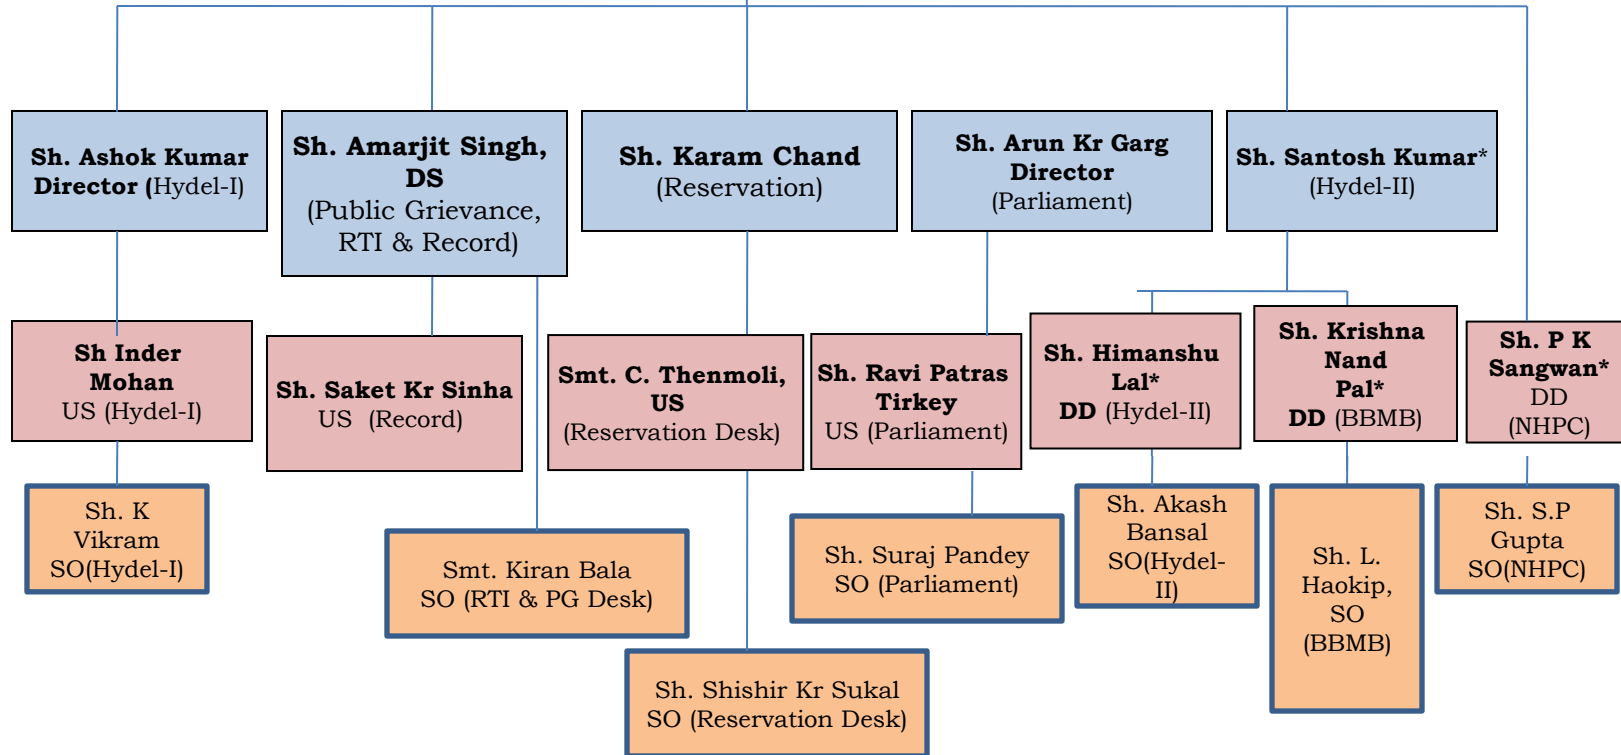 Sh. Ashok Kumar
Director (Hydel-I)
Sh. Amarjit Singh,
DS
(Public Grievance,
RTI & Record)
Sh. Karam Chand
(Reservation)
Sh. Arun Kr Garg
Director
(Parliament)
Sh. Santosh Kumar*
(Hydel-II)
Sh Inder
Mohan
US (Hydel-I)
Sh. Saket Kr Sinha
US (Record)
Smt. C. Thenmoli,
US
(Reservation Desk)
Sh. Ravi Patras
Tirkey
US (Parliament)
Sh. Himanshu
Lal*
DD (Hydel-II)
Sh. Krishna
Nand
Pal*
DD (BBMB)
Sh. P K
Sangwan*
DD
(NHPC)
Sh. K
Vikram
SO(Hydel-I)
Smt. Kiran Bala
SO (RTI & PG Desk)
Sh. Shishir Kr Sukal
SO (Reservation Desk)
Sh. Suraj Pandey
SO (Parliament)
Sh. Akash
Bansal
SO(Hydel-
II)
Sh. L.
Haokip,
SO
(BBMB)
Sh. S.P
Gupta
SO(NHPC)